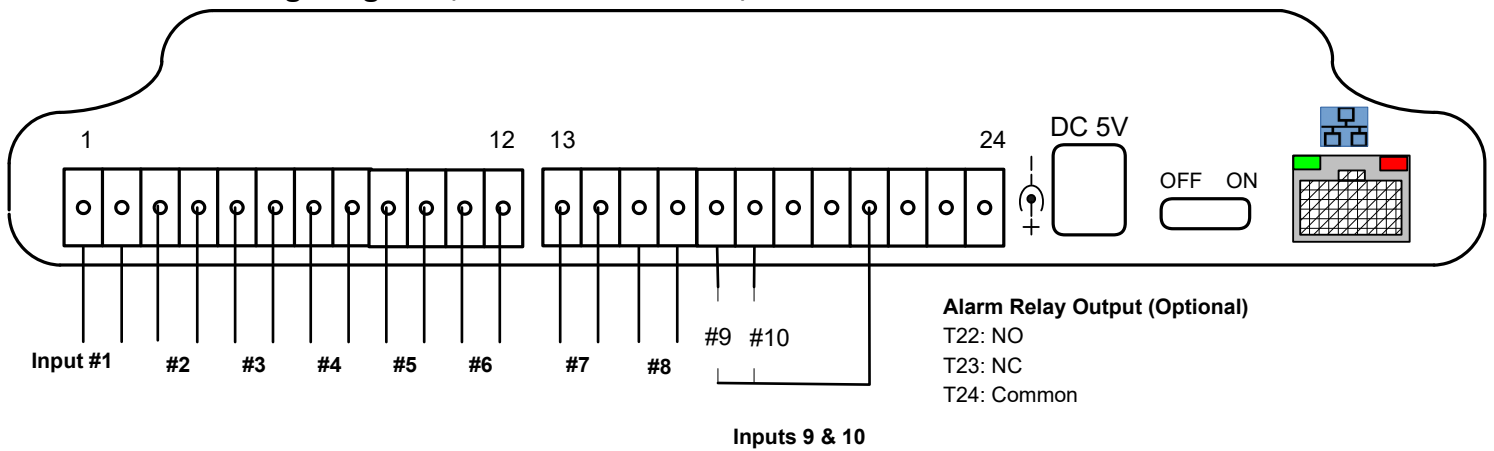 1 12 13 24
DC 5V
OFF ON
Input #1 #2 #3 #4 #5 #6 #7 #8 #9 #10
Inputs 9 & 10
Alarm Relay Output (Optional)
T22: NO
T23: NC
T24: Common